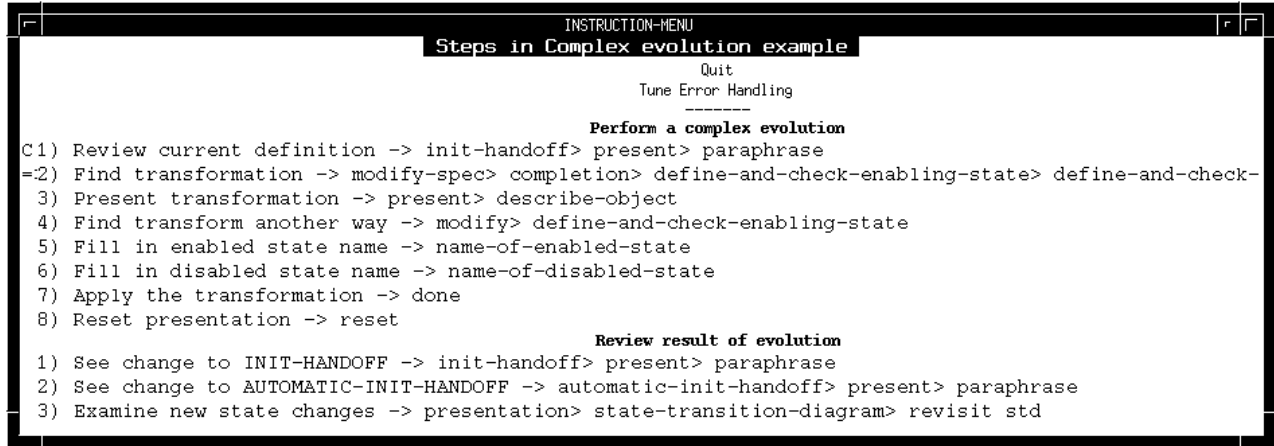 INSTRUCTION-MENU
Steps in Complex evolution example
Quit
Tune Error Handling
-------
Perform a complex evolution
C1) Review current definition -> init-handoff> present> paraphrase
=2) Find transformation -> modify-spec> completion> define-and-check-enabling-state> define-and-check-
3) Present transformation -> present> describe-object
4) Find transform another way -> modify> define-and-check-enabling-state
5) Fill in enabled state name -> name-of-enabled-state
6) Fill in disabled state name -> name-of-disabled-state
7) Apply the transformation -> done
8) Reset presentation -> reset
Review result of evolution
1) See change to INIT-HANDOFF -> init-handoff> present> paraphrase
2) See change to AUTOMATIC-INIT-HANDOFF -> automatic-init-handoff> present> paraphrase
3) Examine new state changes -> presentation> state-transition-diagram> revisit std